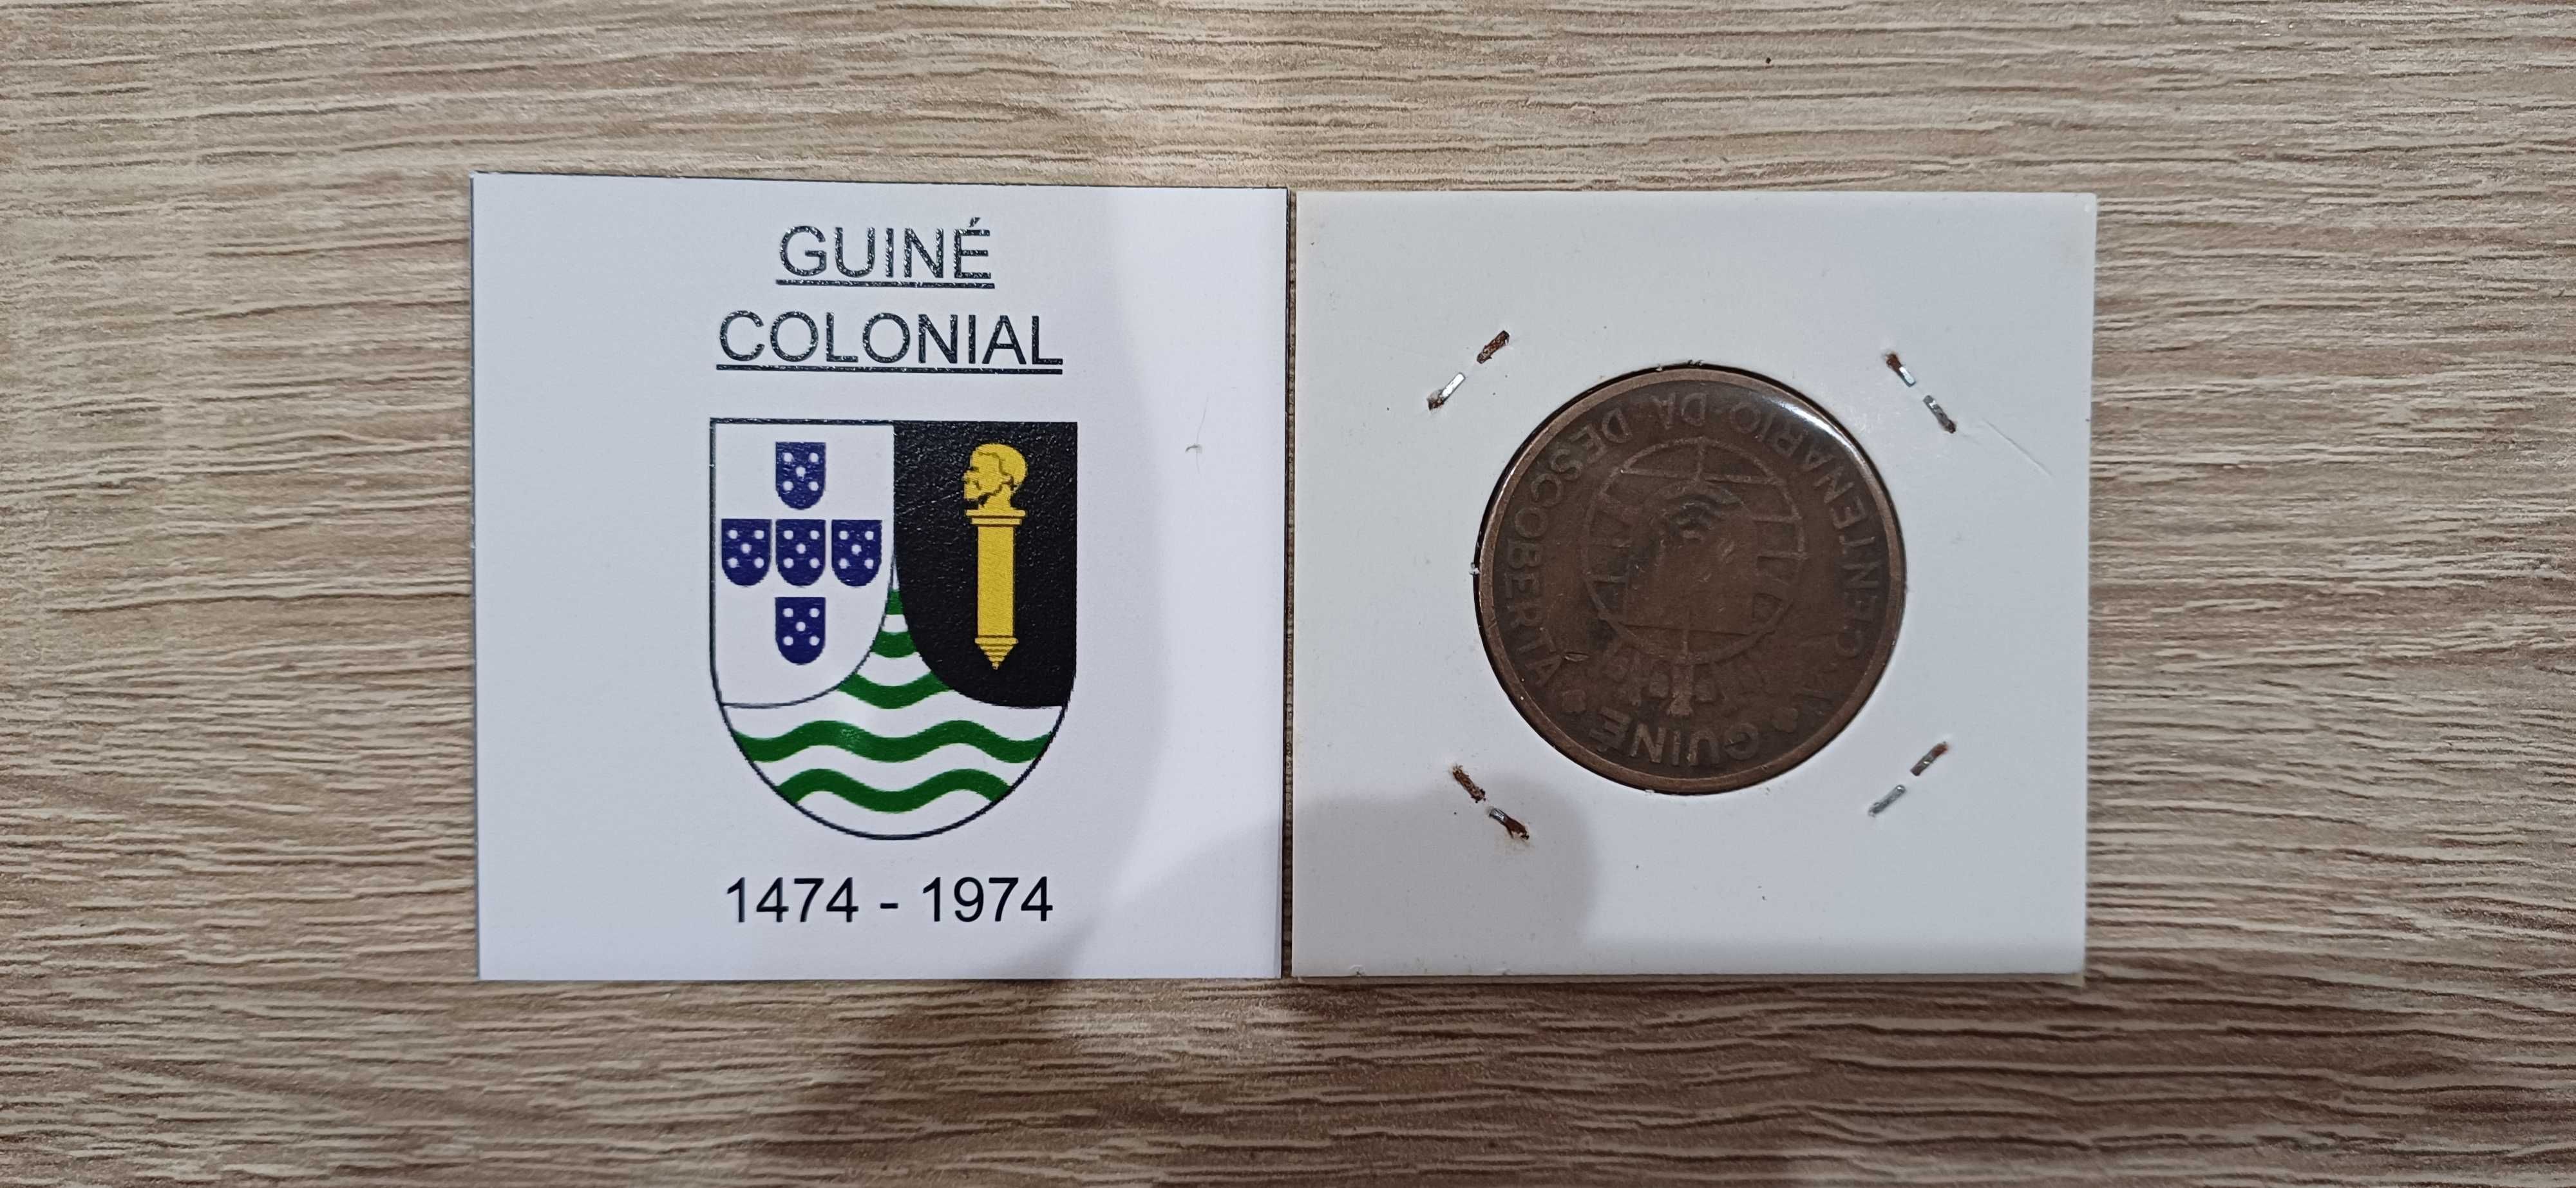 GUINÉ
COLONIAL
1474 - 1974
V · CENTENARIO · DA · DESCOBERTA
GUINÉ